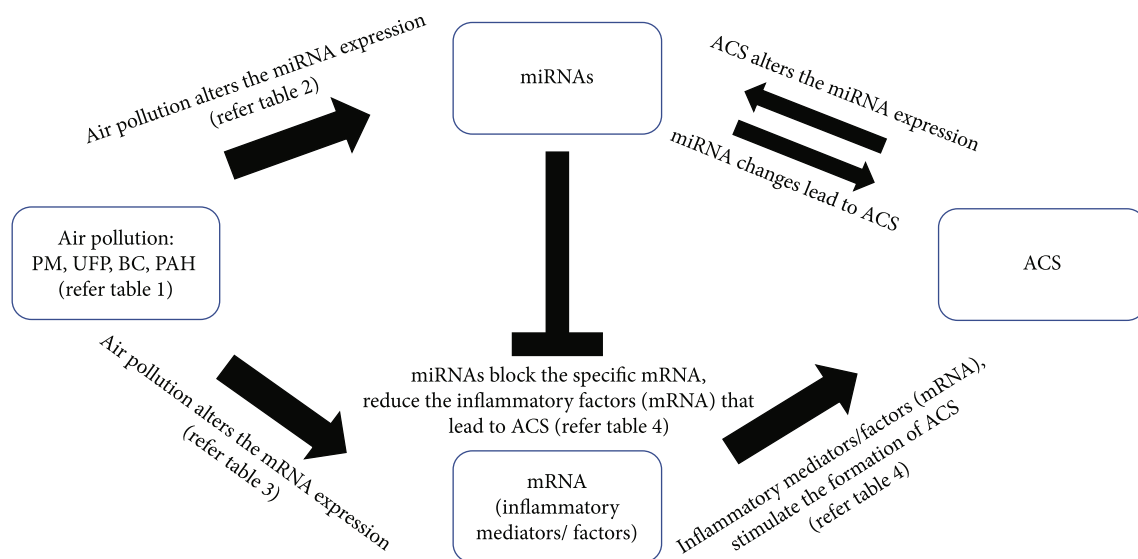 Air pollution alters the miRNA expression
(refer table 2)
miRNAs
ACS alters the miRNA expression
miRNA changes lead to ACS
Air pollution:
PM, UFP, BC, PAH
(refer table 1)
ACS
Air pollution alters the mRNA expression
(refer table 3)
miRNAs block the specific mRNA,
reduce the inflammatory factors (mRNA) that
lead to ACS (refer table 4)
mRNA
(inflammatory
mediators/ factors)
Inflammatory mediators/factors (mRNA),
stimulate the formation of ACS
(refer table 4)